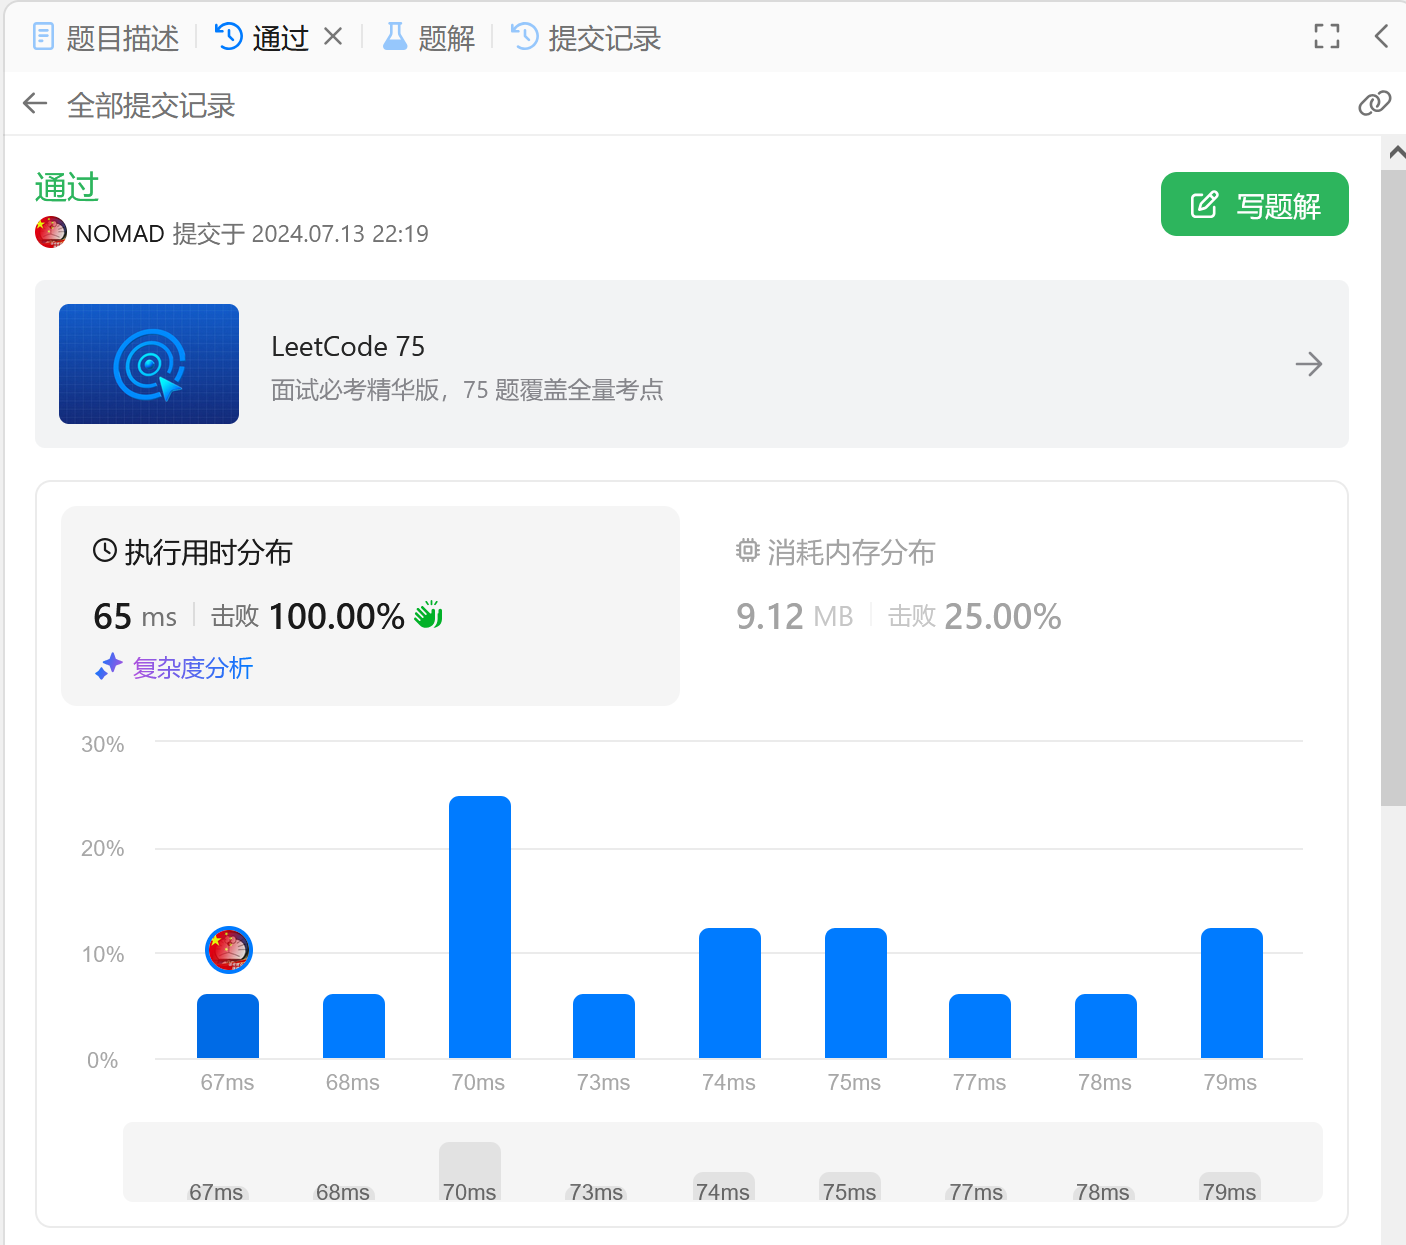 题目描述 通过 题解 提交记录
全部提交记录
通过
写题解
NOMAD 提交于 2024.07.13 22:19
LeetCode 75
面试必考精华版，75 题覆盖全量考点
执行用时分布
65 ms 击败 100.00%
复杂度分析
消耗内存分布
9.12 MB 击败 25.00%
30%
20%
10%
0%
67ms 68ms 70ms 73ms 74ms 75ms 77ms 78ms 79ms
67ms 68ms 70ms 73ms 74ms 75ms 77ms 78ms 79ms